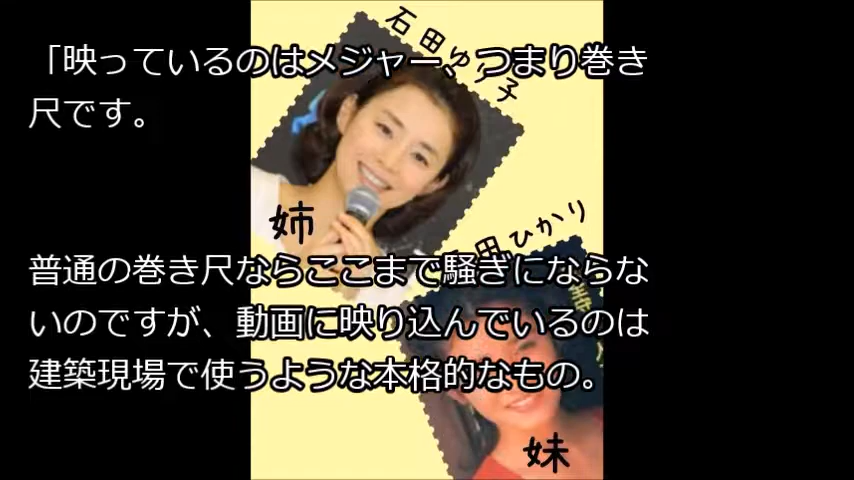 石田ゆり子
「映っているのはメジャー、つまり巻き
尺です。
姉
田ひかり
普通の巻き尺ならここまで騒ぎにならな
いのですが、動画に映り込んでいるのは
建築現場で使うような本格的なもの。
妹